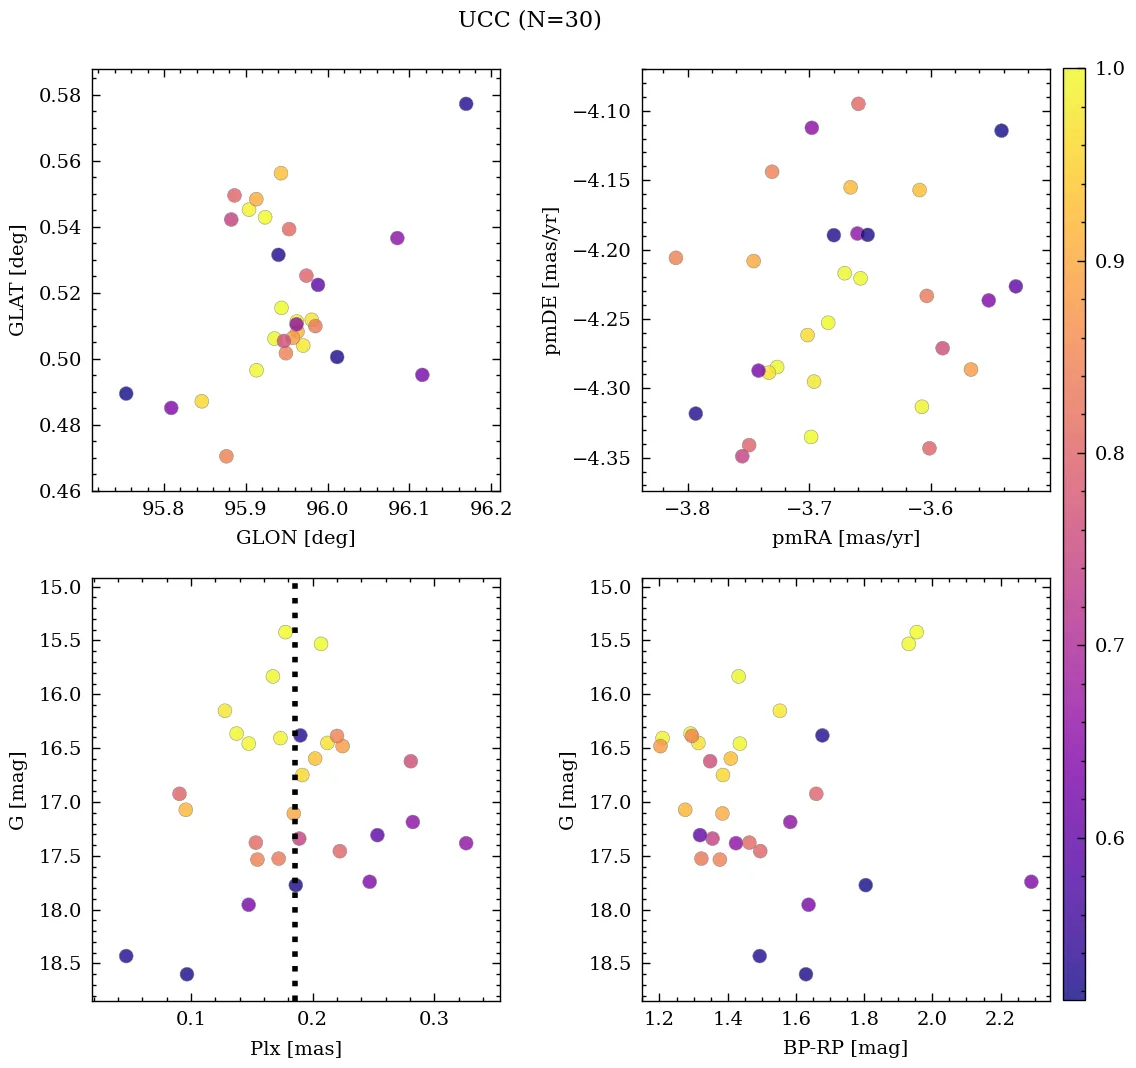 UCC (N=30)
0.58
0.56
0.54
0.52
0.50
0.48
0.46
GLAT [deg]
95.8 95.9 96.0 96.1 96.2
GLON [deg]
−4.10
−4.15
−4.20
−4.25
−4.30
−4.35
pmDE [mas/yr]
−3.8 −3.7 −3.6
pmRA [mas/yr]
1.0
0.9
0.8
0.7
0.6
15.0
15.5
16.0
16.5
17.0
17.5
18.0
18.5
G [mag]
0.1 0.2 0.3
Plx [mas]
15.0
15.5
16.0
16.5
17.0
17.5
18.0
18.5
G [mag]
1.2 1.4 1.6 1.8 2.0 2.2
BP-RP [mag]